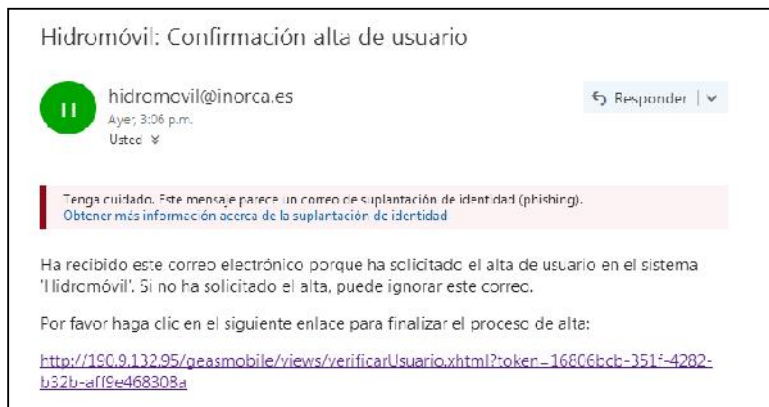 Hidromóvil: Confirmación alta de usuario
hidromovil@inorca.es
Responder
Ayer, 3:06 p.m.
Usted
Tenga cuidado. Este mensaje parece un correo de suplantación de identidad (phishing).
Obtener más información acerca de la suplantación de identidad
Ha recibido este correo electrónico porque ha solicitado el alta de usuario en el sistema
'Hidromóvil'. Si no ha solicitado el alta, puede ignorar este correo.
Por favor haga clic en el siguiente enlace para finalizar el proceso de alta:
http://190.9.132.95/geasmobile/views/verificarUsuario.xhtml?token=16806bcb-351f-4282-
b32b-aff9e468308a